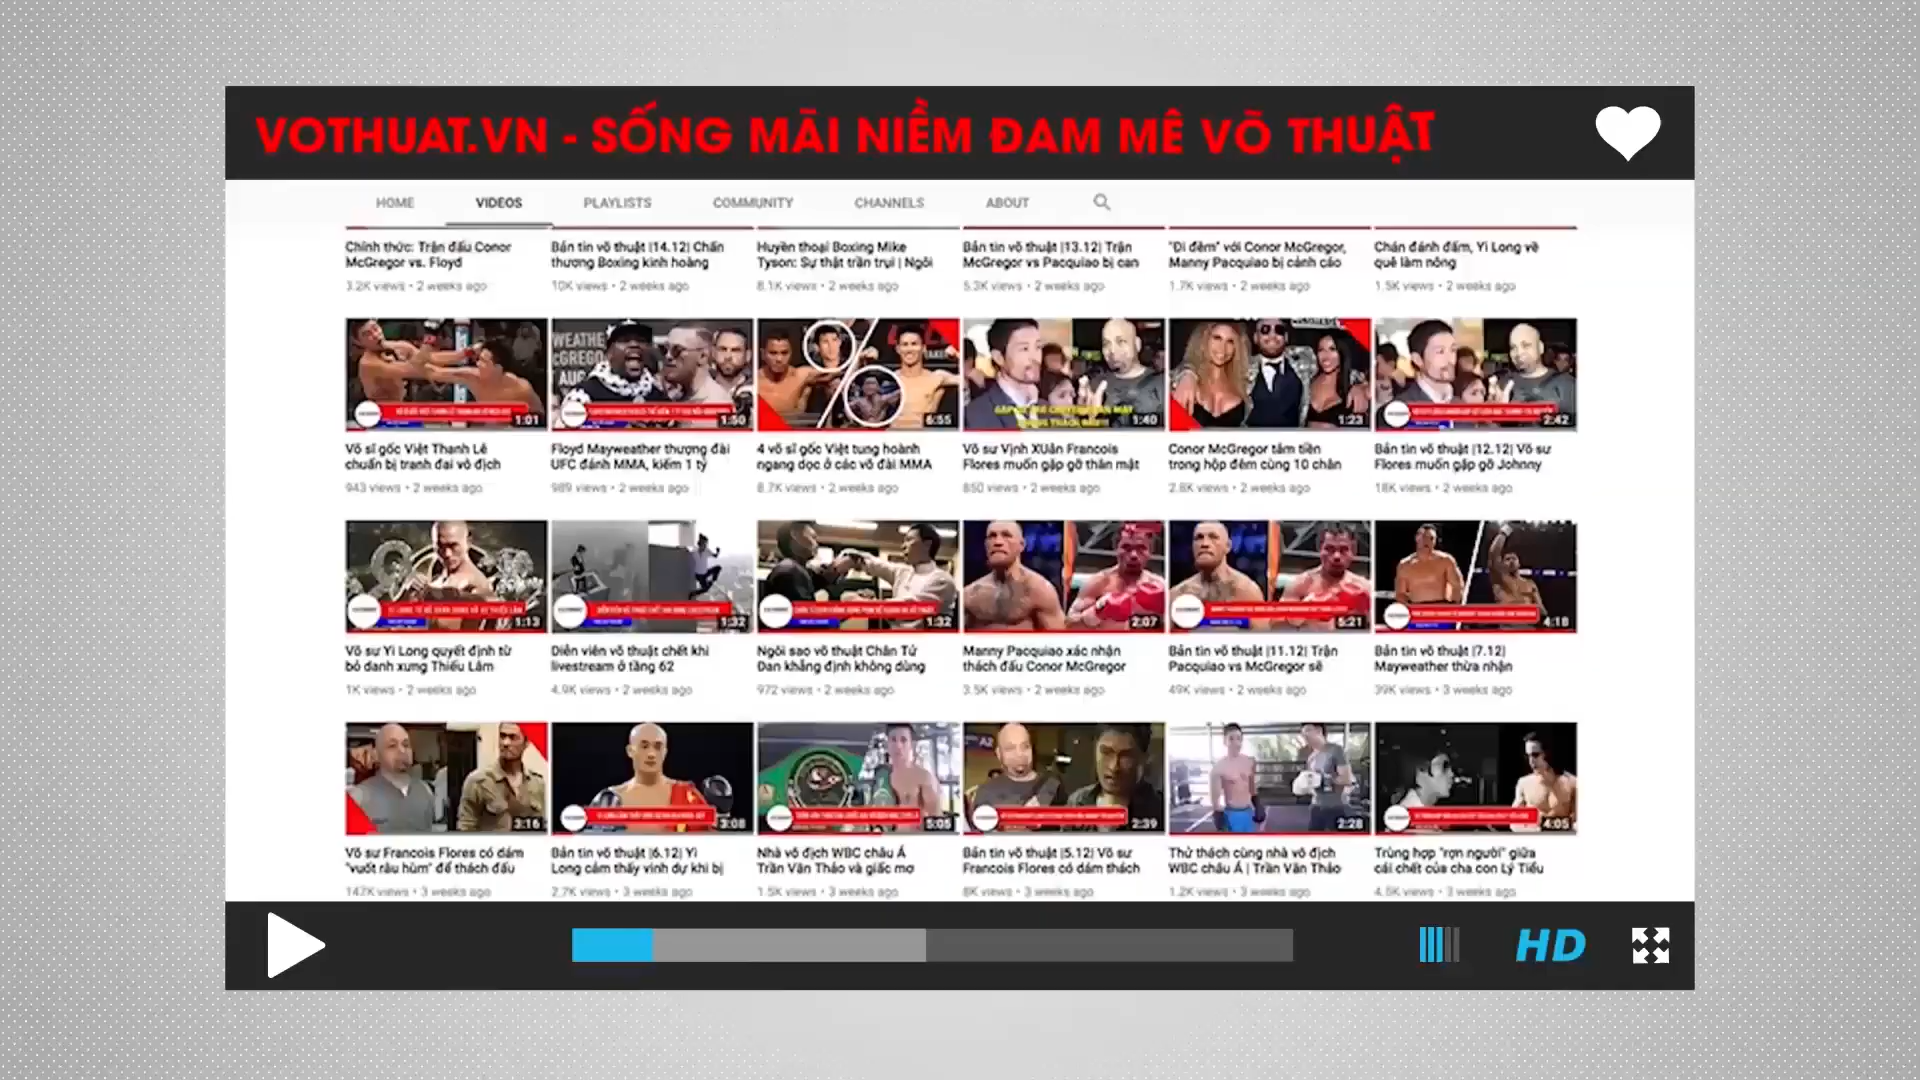 VOTHUAT.VN - SỐNG MÃI NIỀM ĐAM MÊ VÕ THUẬT
HOME VIDEOS PLAYLISTS COMMUNITY CHANNELS ABOUT
Chính thức: Trận đấu Conor McGregor vs. Floyd
3.2K views • 2 weeks ago
Bản tin võ thuật |14.12| Chấn thương Boxing kinh hoàng
10K views • 2 weeks ago
Huyền thoại Boxing Mike Tyson: Sự thật trần trụi | Ngôi
8.1K views • 2 weeks ago
Bản tin võ thuật |13.12| Trận McGregor vs Pacquiao bị can
5.3K views • 2 weeks ago
"Di đêm" với Conor McGregor, Manny Pacquiao bị cảnh cáo
1.7K views • 2 weeks ago
Chán đánh đấm, Yi Long về quê làm nông
1.5K views • 2 weeks ago
1:01
WEATHE
McGREGO
AUG
1:50
6:55
1:40
1:23
2:42
Võ sĩ gốc Việt Thanh Lê chuẩn bị tranh đai vô địch
943 views • 2 weeks ago
Floyd Mayweather thượng đài UFC đánh MMA, kiếm 1 tỷ
989 views • 2 weeks ago
4 võ sĩ gốc Việt tung hoành ngang dọc ở các võ đài MMA
8.7K views • 2 weeks ago
Võ sư Vịnh XUân Francois Flores muốn gặp gỡ thân mật
850 views • 2 weeks ago
Conor McGregor tắm tiền trong hộp đêm cùng 10 chân
2.8K views • 2 weeks ago
Bản tin võ thuật |12.12| Võ sư Flores muốn gặp gỡ Johnny
18K views • 2 weeks ago
1:13
1:32
1:32
2:07
5:21
4:18
Võ sư Yi Long quyết định từ bỏ danh xưng Thiếu Lâm
1K views • 2 weeks ago
Diễn viên võ thuật chết khi livestream ở tầng 62
4.9K views • 2 weeks ago
Ngôi sao võ thuật Chân Tử Đan khẳng định không dùng
972 views • 2 weeks ago
Manny Pacquiao xác nhận thách đấu Conor McGregor
3.5K views • 2 weeks ago
Bản tin võ thuật |11.12| Trận Pacquiao vs McGregor sẽ
49K views • 2 weeks ago
Bản tin võ thuật |7.12| Mayweather thừa nhận
39K views • 3 weeks ago
3:16
3:08
5:05
2:39
2:28
4:05
Võ sư Francois Flores có dám "vuốt râu hùm" để thách đấu
147K views • 3 weeks ago
Bản tin võ thuật |6.12| Yi Long cảm thấy vinh dự khi bị
2.7K views • 3 weeks ago
Nhà vô địch WBC châu Á Trần Văn Thảo và giấc mơ
1.5K views • 3 weeks ago
Bản tin võ thuật |5.12| Võ sư Francois Flores có dám thách
8K views • 3 weeks ago
Thử thách cùng nhà vô địch WBC châu Á | Trần Văn Thảo
1.2K views • 3 weeks ago
Trùng hợp "rợn người" giữa cái chết của cha con Lý Tiểu
4.5K views • 3 weeks ago
HD